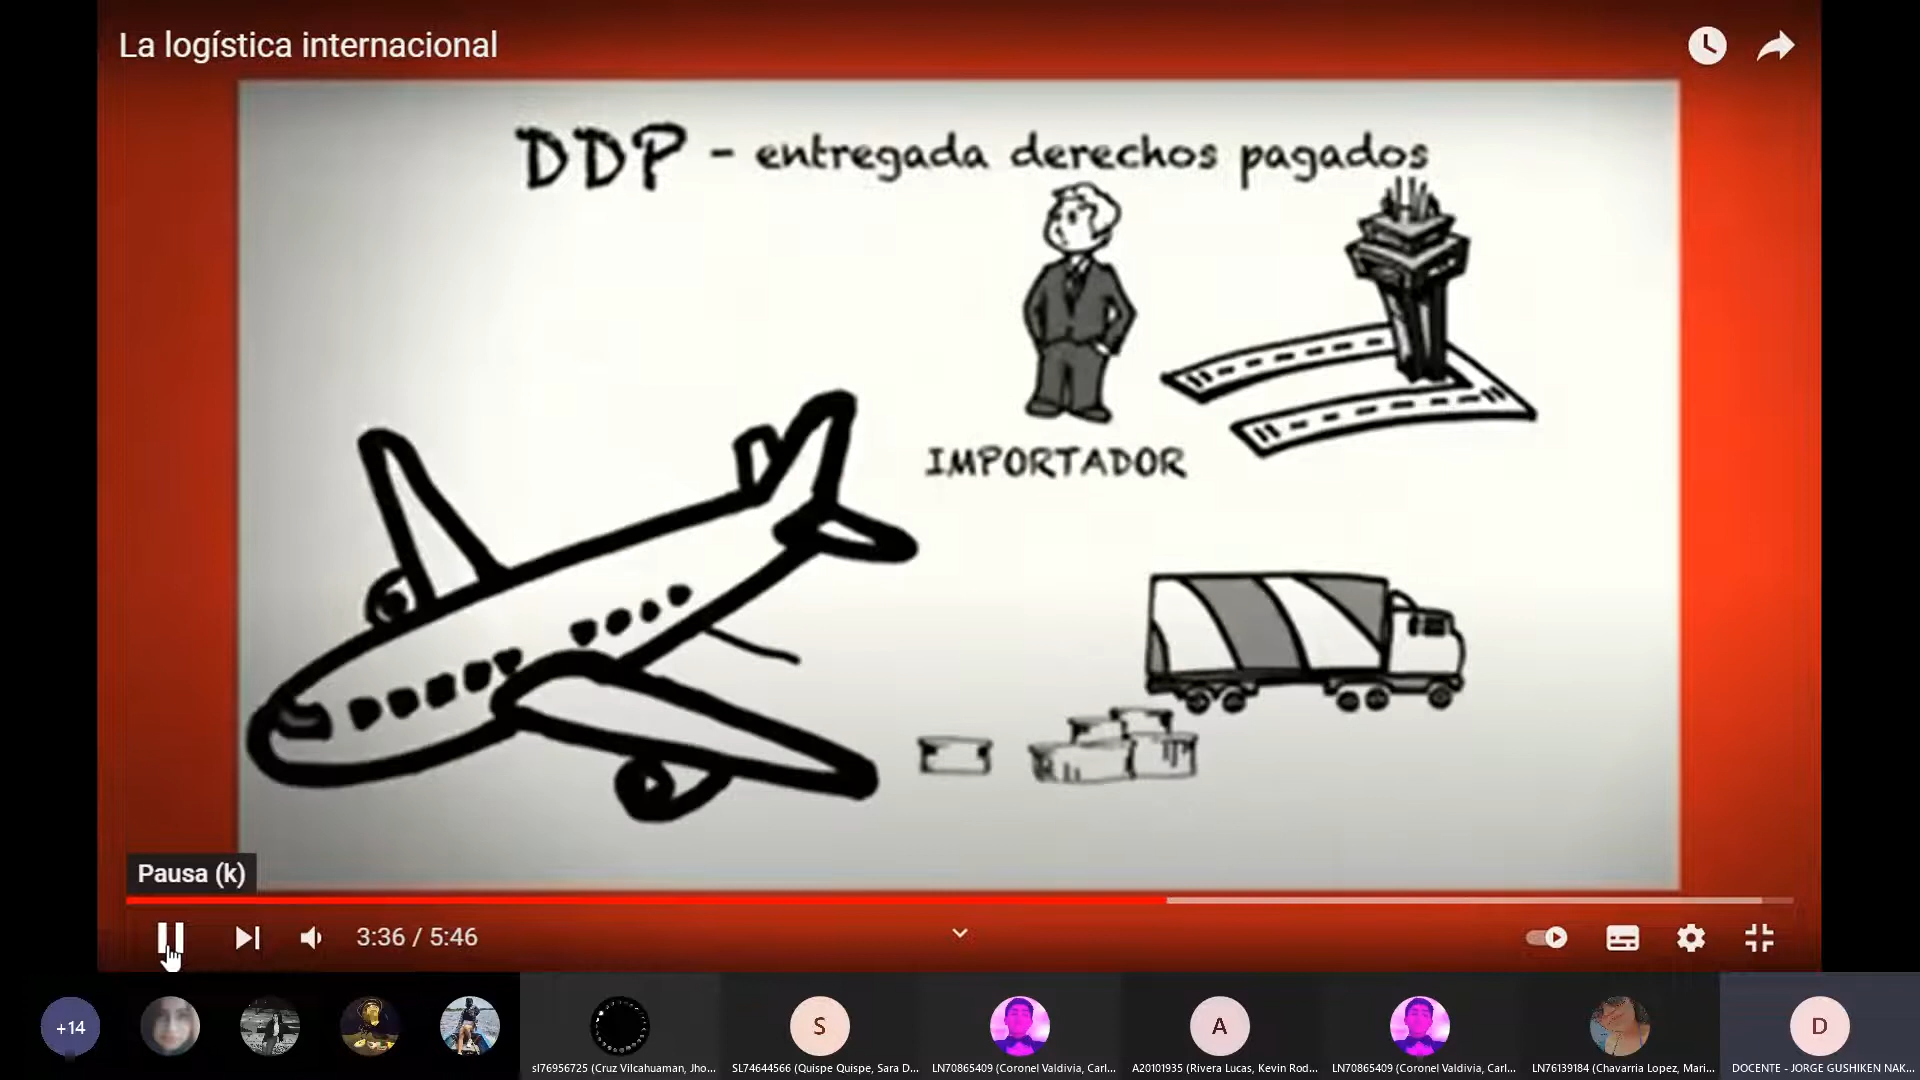 La logística internacional
DDP - entregada derechos pagados
IMPORTADOR
Pausa (k)
3:36 / 5:46
+14
S
A
D
sl76956725 (Cruz Vilcahuaman, Jho...
SL74644566 (Quispe Quispe, Sara D...
LN70865409 (Coronel Valdivia, Carl...
A20101935 (Rivera Lucas, Kevin Rod...
LN70865409 (Coronel Valdivia, Carl...
LN76139184 (Chavarria Lopez, Mari...
DOCENTE - JORGE GUSHIKEN NAK...